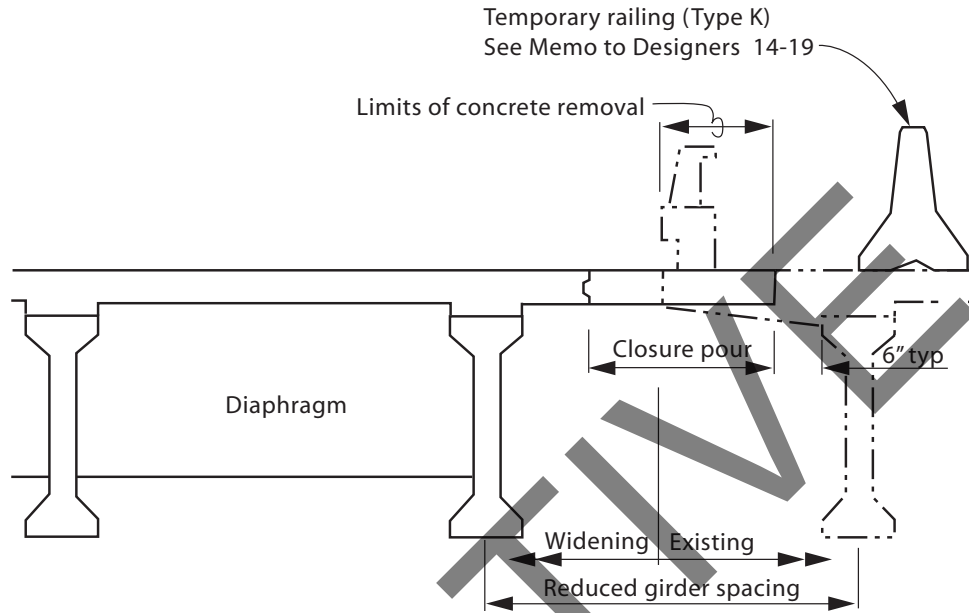 Temporary railing (Type K)
See Memo to Designers 14-19
Limits of concrete removal
Closure pour
6" typ
Diaphragm
Widening
Existing
Reduced girder spacing
TIVE